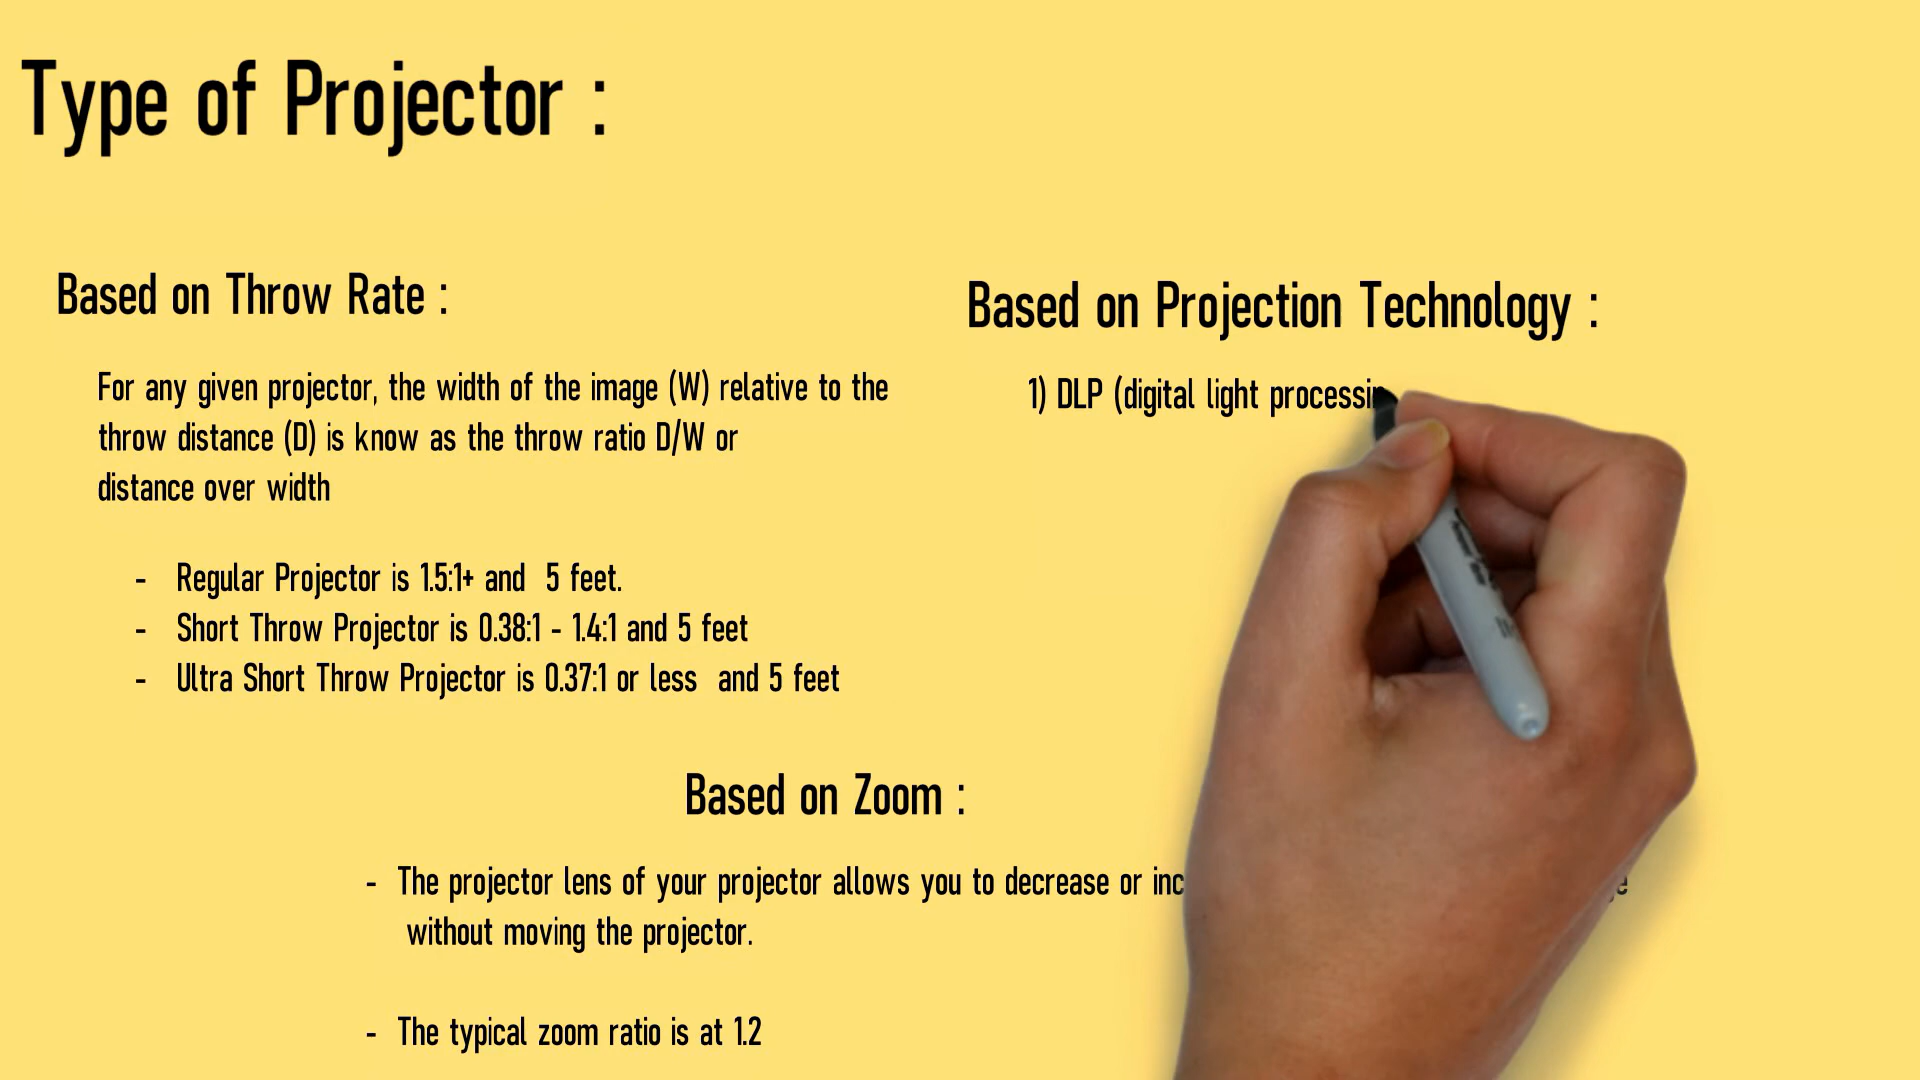 Type of Projector :
Based on Throw Rate :
For any given projector, the width of the image (W) relative to the
throw distance (D) is know as the throw ratio D/W or
distance over width
- Regular Projector is 1.5:1+ and 5 feet.
- Short Throw Projector is 0.38:1 - 1.4:1 and 5 feet
- Ultra Short Throw Projector is 0.37:1 or less and 5 feet
Based on Projection Technology :
1) DLP (digital light
Based on Zoom :
- The projector lens of your projector allows you to decrease or
without moving the projector.
- The typical zoom ratio is at 1.2